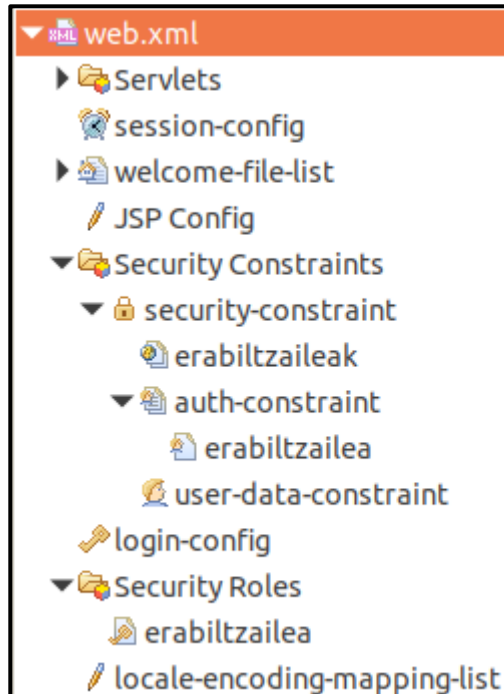 web.xml
Servlets
session-config
welcome-file-list
JSP Config
Security Constraints
security-constraint
erabiltzaileak
auth-constraint
erabiltzailea
user-data-constraint
login-config
Security Roles
erabiltzailea
locale-encoding-mapping-list